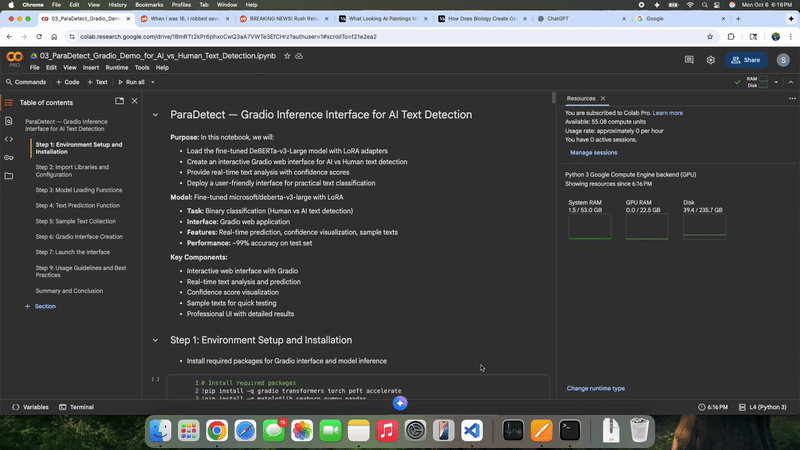 Chrome File Edit View History Bookmarks Profiles Tab Window Help
Mon Oct 6 6:16 PM
03_ParaDetect_Gradio_Demo_
When I was 16, I robbed seve
BREAKING NEWS! Rush Rele
What Looking At Paintings M
How Does Biology Create Go
ChatGPT
Google
03_ParaDetect_Gradio_Demo_for_AI_vs_Human_Text_Detection.ipynb
PRO
File Edit View Insert Runtime Tools Help
Share
S
Commands + Code + Text Run all
RAM
Disk
Table of contents
ParaDetect — Gradio Inference Interface for AI Text Detection
Step 1: Environment Setup and Installation
Step 2: Import Libraries and Configuration
Step 3: Model Loading Functions
Step 4: Text Prediction Function
Step 5: Sample Text Collection
Step 6: Gradio Interface Creation
Step 7: Launch the Interface
Step 9: Usage Guidelines and Best Practices
Summary and Conclusion
+ Section
ParaDetect — Gradio Inference Interface for AI Text Detection
Purpose: In this notebook, we will:
• Load the fine-tuned DeBERTa-v3-Large model with LoRA adapters
• Create an interactive Gradio web interface for AI vs Human text detection
• Provide real-time text analysis with confidence scores
• Deploy a user-friendly interface for practical text classification
Model: Fine-tuned microsoft/deberta-v3-large with LoRA
• Task: Binary classification (Human vs AI text detection)
• Interface: Gradio web application
• Features: Real-time prediction, confidence visualization, sample texts
• Performance: ~99% accuracy on test set
Key Components:
• Interactive web interface with Gradio
• Real-time text analysis and prediction
• Confidence score visualization
• Sample texts for quick testing
• Professional UI with detailed results
Step 1: Environment Setup and Installation
• Install required packages for Gradio interface and model inference
[ ]
1 # Install required packages
2 !pip install -q gradio transformers torch peft accelerate
3 !pip install -q matplotlib seaborn numpy pandas
Resources
You are subscribed to Colab Pro. Learn more
Available: 55.08 compute units
Usage rate: approximately 0 per hour
You have 0 active sessions.
Manage sessions
Python 3 Google Compute Engine backend (GPU)
Showing resources since 6:16 PM
System RAM
1.5 / 53.0 GB
GPU RAM
0.0 / 22.5 GB
Disk
39.4 / 235.7 GB
Change runtime type
Variables Terminal
6:16 PM L4 (Python 3)